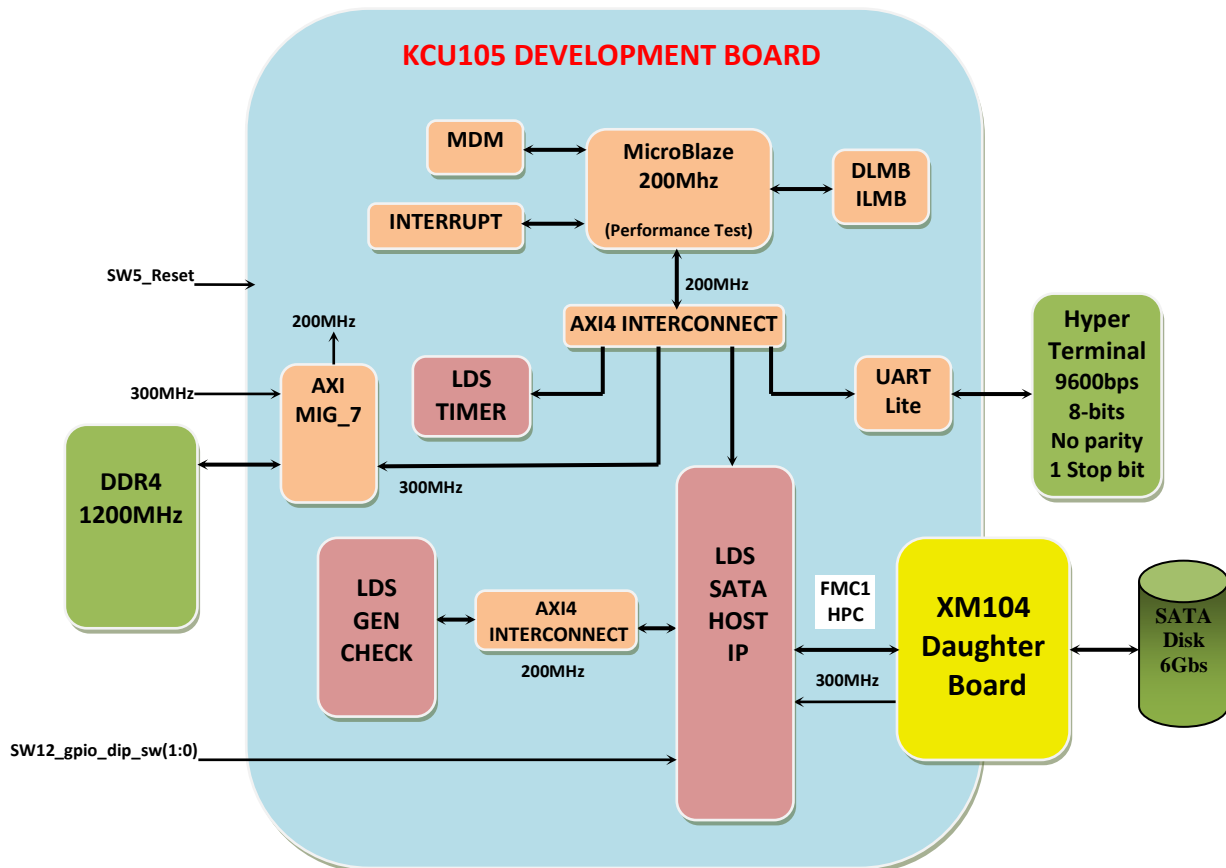 KCU105 DEVELOPMENT BOARD
MDM
MicroBlaze
200Mhz
(Performance Test)
DLMB
ILMB
INTERRUPT
SW5_Reset
200MHz
200MHz
AXI4 INTERCONNECT
Hyper
Terminal
9600bps
8-bits
No parity
1 Stop bit
AXI
MIG_7
LDS
TIMER
UART
Lite
300MHz
DDR4
1200MHz
300MHz
LDS
GEN
CHECK
AXI4
INTERCONNECT
200MHz
LDS
SATA
HOST
IP
FMC1
HPC
300MHz
XM104
Daughter
Board
SATA
Disk
6Gbs
SW12_gpio_dip_sw(1:0)